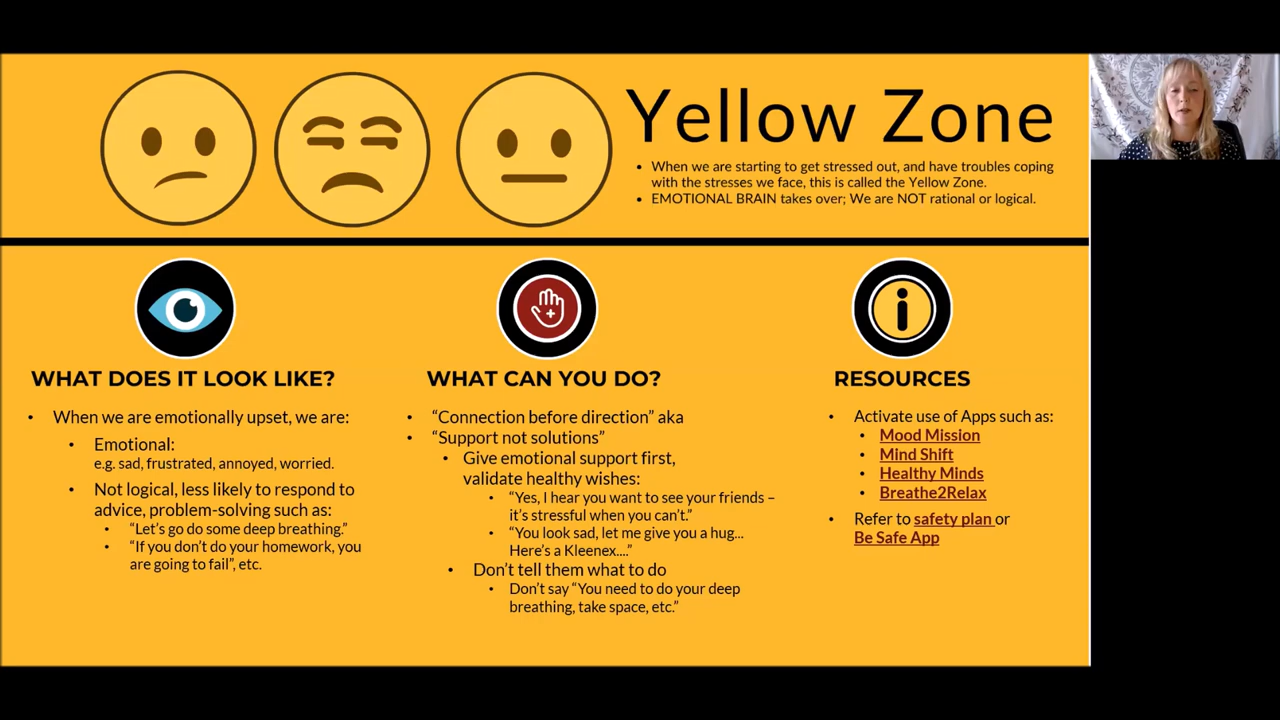 Yellow Zone
• When we are starting to get stressed out, and have troubles coping
with the stresses we face, this is called the Yellow Zone.
• EMOTIONAL BRAIN takes over; We are NOT rational or logical.
WHAT DOES IT LOOK LIKE?
• When we are emotionally upset, we are:
• Emotional:
e.g. sad, frustrated, annoyed, worried.
• Not logical, less likely to respond to
advice, problem-solving such as:
• “Let’s go do some deep breathing.”
• “If you don’t do your homework, you
are going to fail”, etc.
WHAT CAN YOU DO?
• “Connection before direction” aka
• “Support not solutions”
• Give emotional support first,
validate healthy wishes:
• “Yes, I hear you want to see your friends –
it’s stressful when you can’t.”
• “You look sad, let me give you a hug...
Here’s a Kleenex....”
• Don’t tell them what to do
• Don’t say “You need to do your deep
breathing, take space, etc.”
RESOURCES
• Activate use of Apps such as:
• Mood Mission
• Mind Shift
• Healthy Minds
• Breathe2Relax
• Refer to safety plan or
Be Safe App